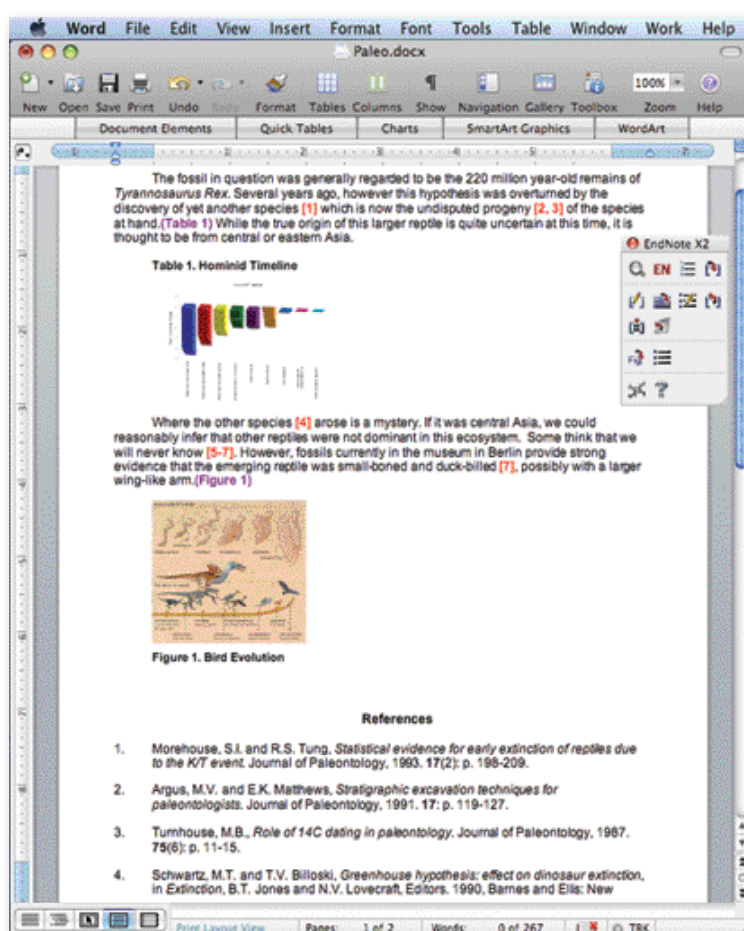 Word File Edit View Insert Format Font Tools Table Window Work Help
Paleo.docx
100%
New Open Save Print Undo Redo Format Tables Columns Show Navigation Gallery Toolbox Zoom Help
Document Elements Quick Tables Charts SmartArt Graphics WordArt
The fossil in question was generally regarded to be the 220 million year-old remains of
Tyrannosaurus Rex. Several years ago, however this hypothesis was overturned by the
discovery of yet another species [1] which is now the undisputed progeny [2, 3] of the species
at hand.(Table 1) While the true origin of this larger reptile is quite uncertain at this time, it is
thought to be from central or eastern Asia.
EndNote X2
EN
Table 1. Hominid Timeline
Where the other species [4] arose is a mystery. If it was central Asia, we could
reasonably infer that other reptiles were not dominant in this ecosystem. Some think that we
will never know [5-7]. However, fossils currently in the museum in Berlin provide strong
evidence that the emerging reptile was small-boned and duck-billed [7], possibly with a larger
wing-like arm.(Figure 1)
Figure 1. Bird Evolution
References
1. Morehouse, S.I. and R.S. Tung, Statistical evidence for early extinction of reptiles due
to the K/T event. Journal of Paleontology, 1993. 17(2): p. 198-209.
2. Argus, M.V. and E.K. Matthews, Stratigraphic excavation techniques for
paleontologists. Journal of Paleontology, 1991. 17: p. 119-127.
3. Turnhouse, M.B., Role of 14C dating in paleontology. Journal of Paleontology, 1987.
75(6): p. 11-15.
4. Schwartz, M.T. and T.V. Billoski, Greenhouse hypothesis: effect on dinosaur extinction,
in Extinction, B.T. Jones and N.V. Lovecraft, Editors. 1990, Barnes and Ellis: New
Print Layout View Pages: 1 of 2 Words: 0 of 267 TRK